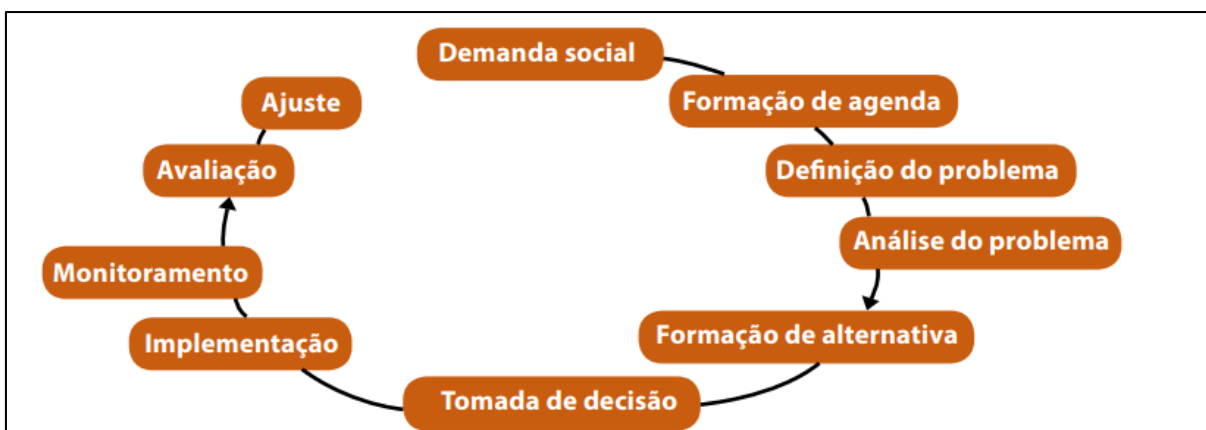 Demanda social
Formação de agenda
Definição do problema
Análise do problema
Formação de alternativa
Tomada de decisão
Implementação
Monitoramento
Avaliação
Ajuste